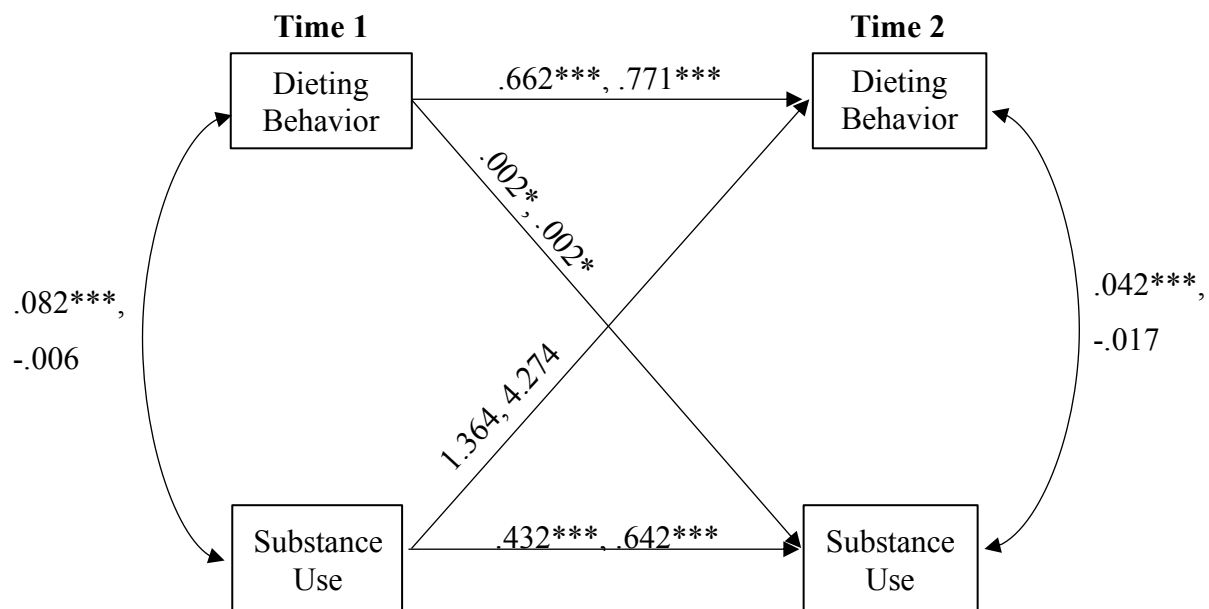 Time 1
Time 2
Dieting
Behavior
.662***, .771***
Dieting
Behavior
.002*, .002*
.082***,
-.006
.042***,
-.017
1.364, 4.274
Substance
Use
.432***, .642***
Substance
Use